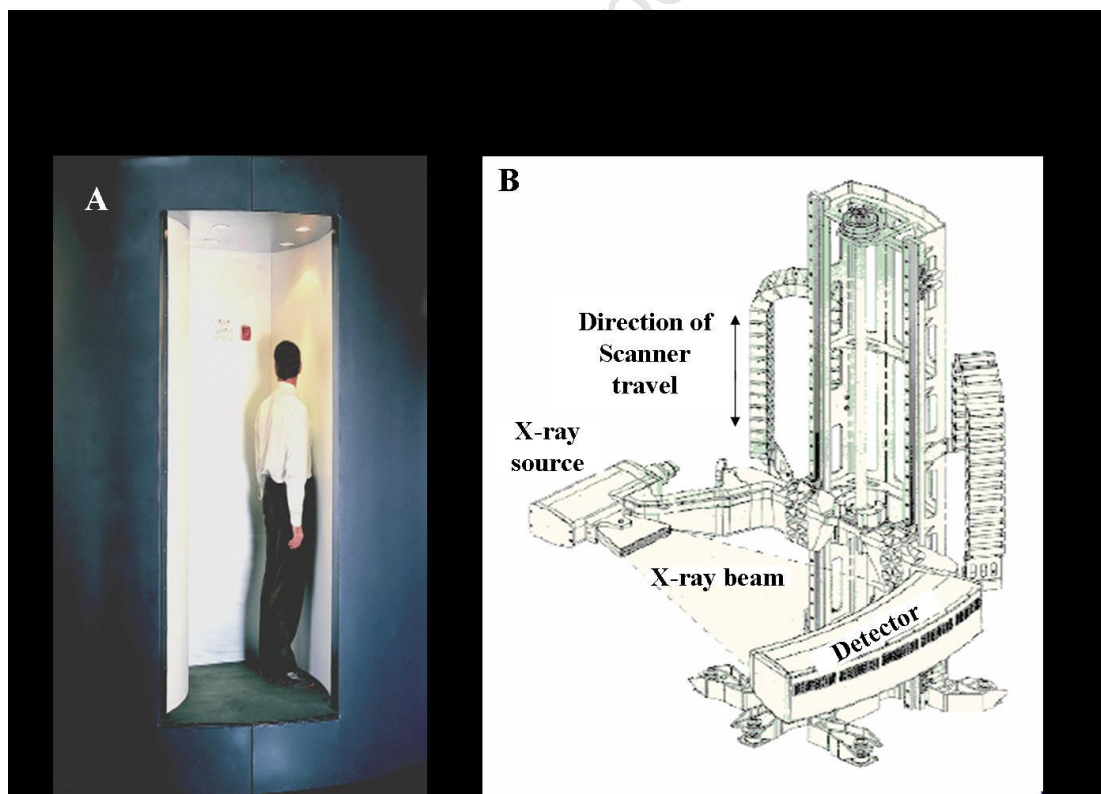 A
B
Direction of
Scanner
travel
X-ray
source
X-ray beam
Detector